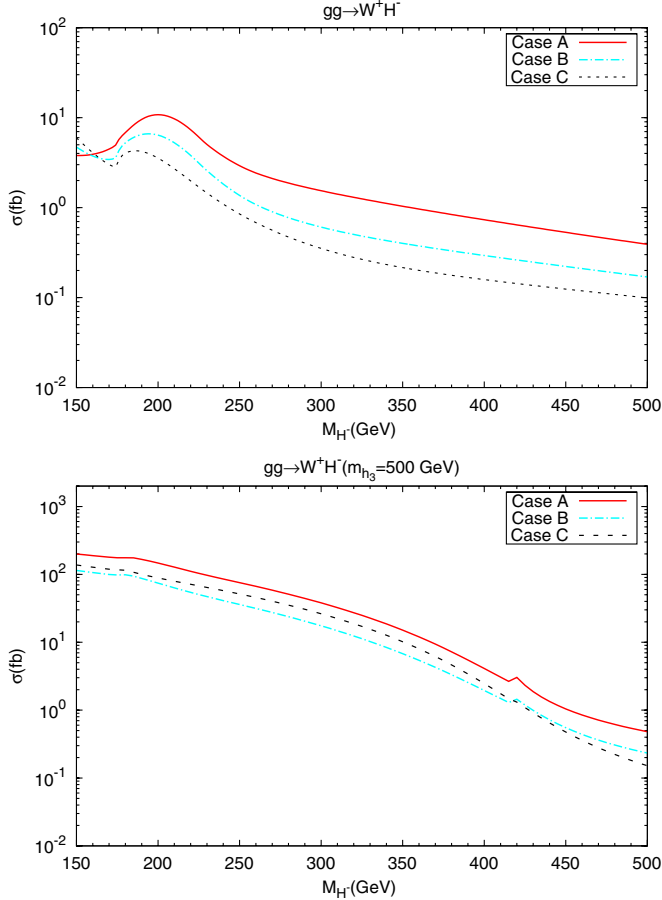 gg→W⁺H⁻
10²
10¹
10⁰
10⁻¹
10⁻²
σ(fb)
Case A
Case B
Case C
150 200 250 300 350 400 450 500
M_H⁻(GeV)
gg→W⁺H⁻(m_h₃=500 GeV)
10³
10²
10¹
10⁰
10⁻¹
10⁻²
σ(fb)
Case A
Case B
Case C
150 200 250 300 350 400 450 500
M_H⁻(GeV)